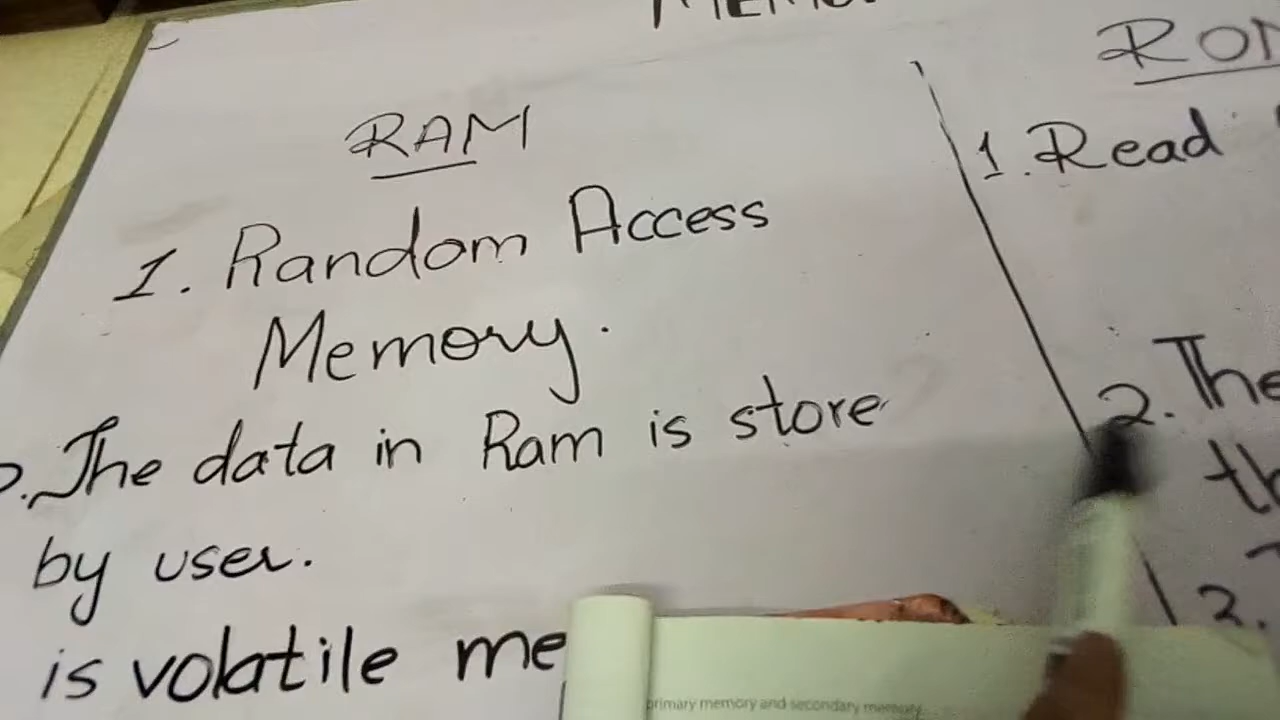 RAM
1. Random Access
Memory.
The data in Ram is store
by user.
is volatile me
1. Read
2. The
th
3.
primary memory and secondary memory